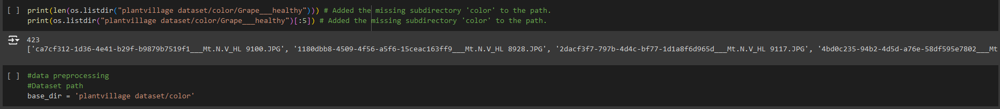 [ ] print(len(os.listdir("plantvillage dataset/color/Grape___healthy"))) # Added the missing subdirectory 'color' to the path.
print(os.listdir("plantvillage dataset/color/Grape___healthy")[:5]) # Added the missing subdirectory 'color' to the path.
423
['ca7cf312-1d36-4e41-b29f-b9879b7519f1___Mt.N.V_HL 9100.JPG', '1180dbb8-4509-4f56-a5f6-15ceac163ff9___Mt.N.V_HL 8928.JPG', '2dacf3f7-797b-4d4c-bf77-1d1a8f6d965d___Mt.N.V_HL 9117.JPG', '4bd0c235-94b2-4d5d-a76e-58df595e7802___Mt
[ ] #data preprocessing
#Dataset path
base_dir = 'plantvillage dataset/color'